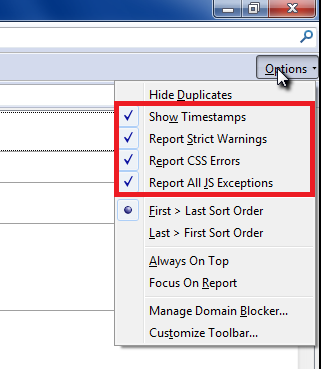 Options
Hide Duplicates
Show Timestamps
Report Strict Warnings
Report CSS Errors
Report All JS Exceptions
First > Last Sort Order
Last > First Sort Order
Always On Top
Focus On Report
Manage Domain Blocker...
Customize Toolbar...